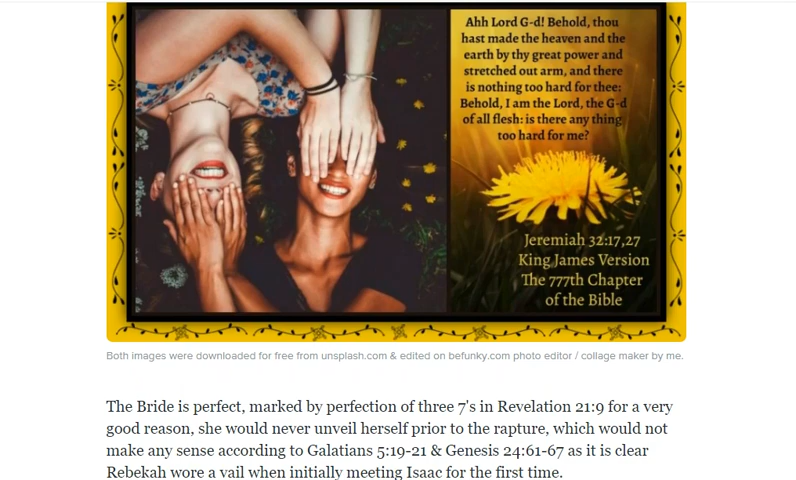 Ahh Lord G-d! Behold, thou
hast made the heaven and the
earth by thy great power and
stretched out arm, and there
is nothing too hard for thee:
Behold, I am the Lord, the G-d
of all flesh: is there any thing
too hard for me?
Jeremiah 32:17,27
King James Version
The 777th Chapter
of the Bible
Both images were downloaded for free from unsplash.com & edited on befunky.com photo editor / collage maker by me.
The Bride is perfect, marked by perfection of three 7's in Revelation 21:9 for a very
good reason, she would never unveil herself prior to the rapture, which would not
make any sense according to Galatians 5:19-21 & Genesis 24:61-67 as it is clear
Rebekah wore a vail when initially meeting Isaac for the first time.